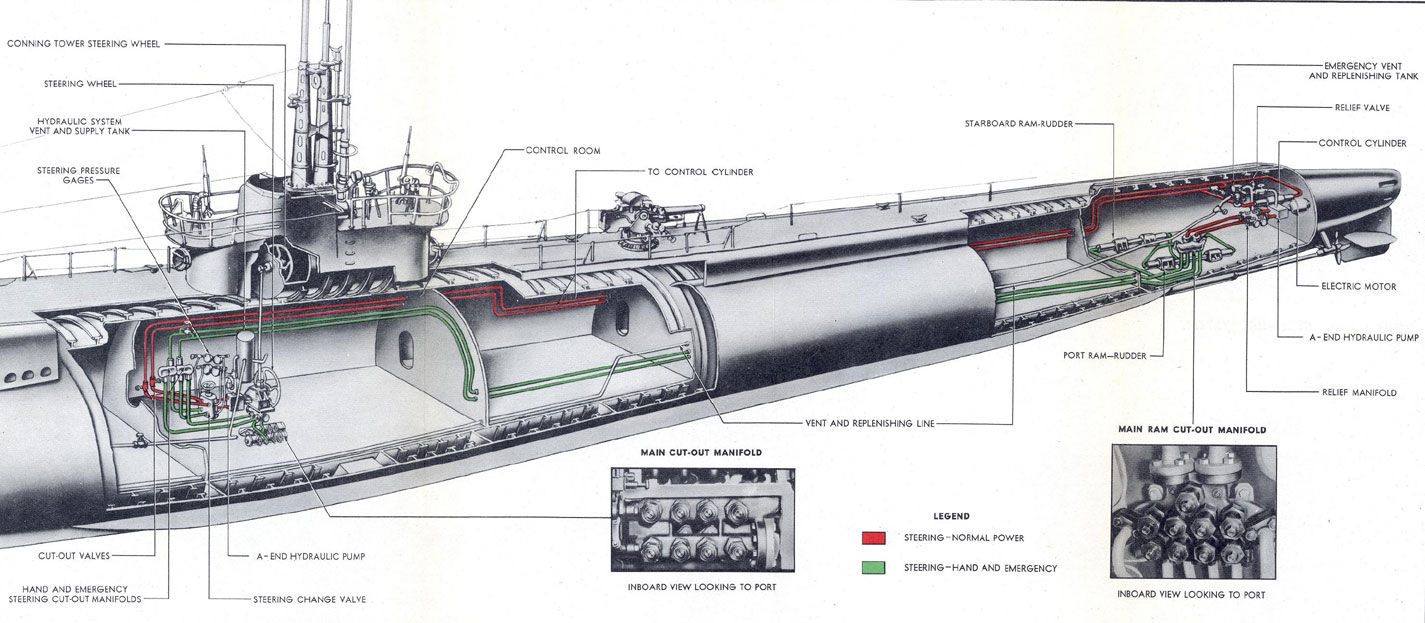 CONNING TOWER STEERING WHEEL
STEERING WHEEL
HYDRAULIC SYSTEM
VENT AND SUPPLY TANK
STEERING PRESSURE
GAGES
CONTROL ROOM
TO CONTROL CYLINDER
STARBOARD RAM-RUDDER
EMERGENCY VENT
AND REPLENISHING TANK
RELIEF VALVE
CONTROL CYLINDER
ELECTRIC MOTOR
A-END HYDRAULIC PUMP
PORT RAM—RUDDER
RELIEF MANIFOLD
VENT AND REPLENISHING LINE
MAIN RAM CUT-OUT MANIFOLD
MAIN CUT-OUT MANIFOLD
LEGEND
STEERING—NORMAL POWER
STEERING—HAND AND EMERGENCY
CUT-OUT VALVES
A-END HYDRAULIC PUMP
HAND AND EMERGENCY
STEERING CUT-OUT MANIFOLDS
STEERING CHANGE VALVE
INBOARD VIEW LOOKING TO PORT
INBOARD VIEW LOOKING TO PORT